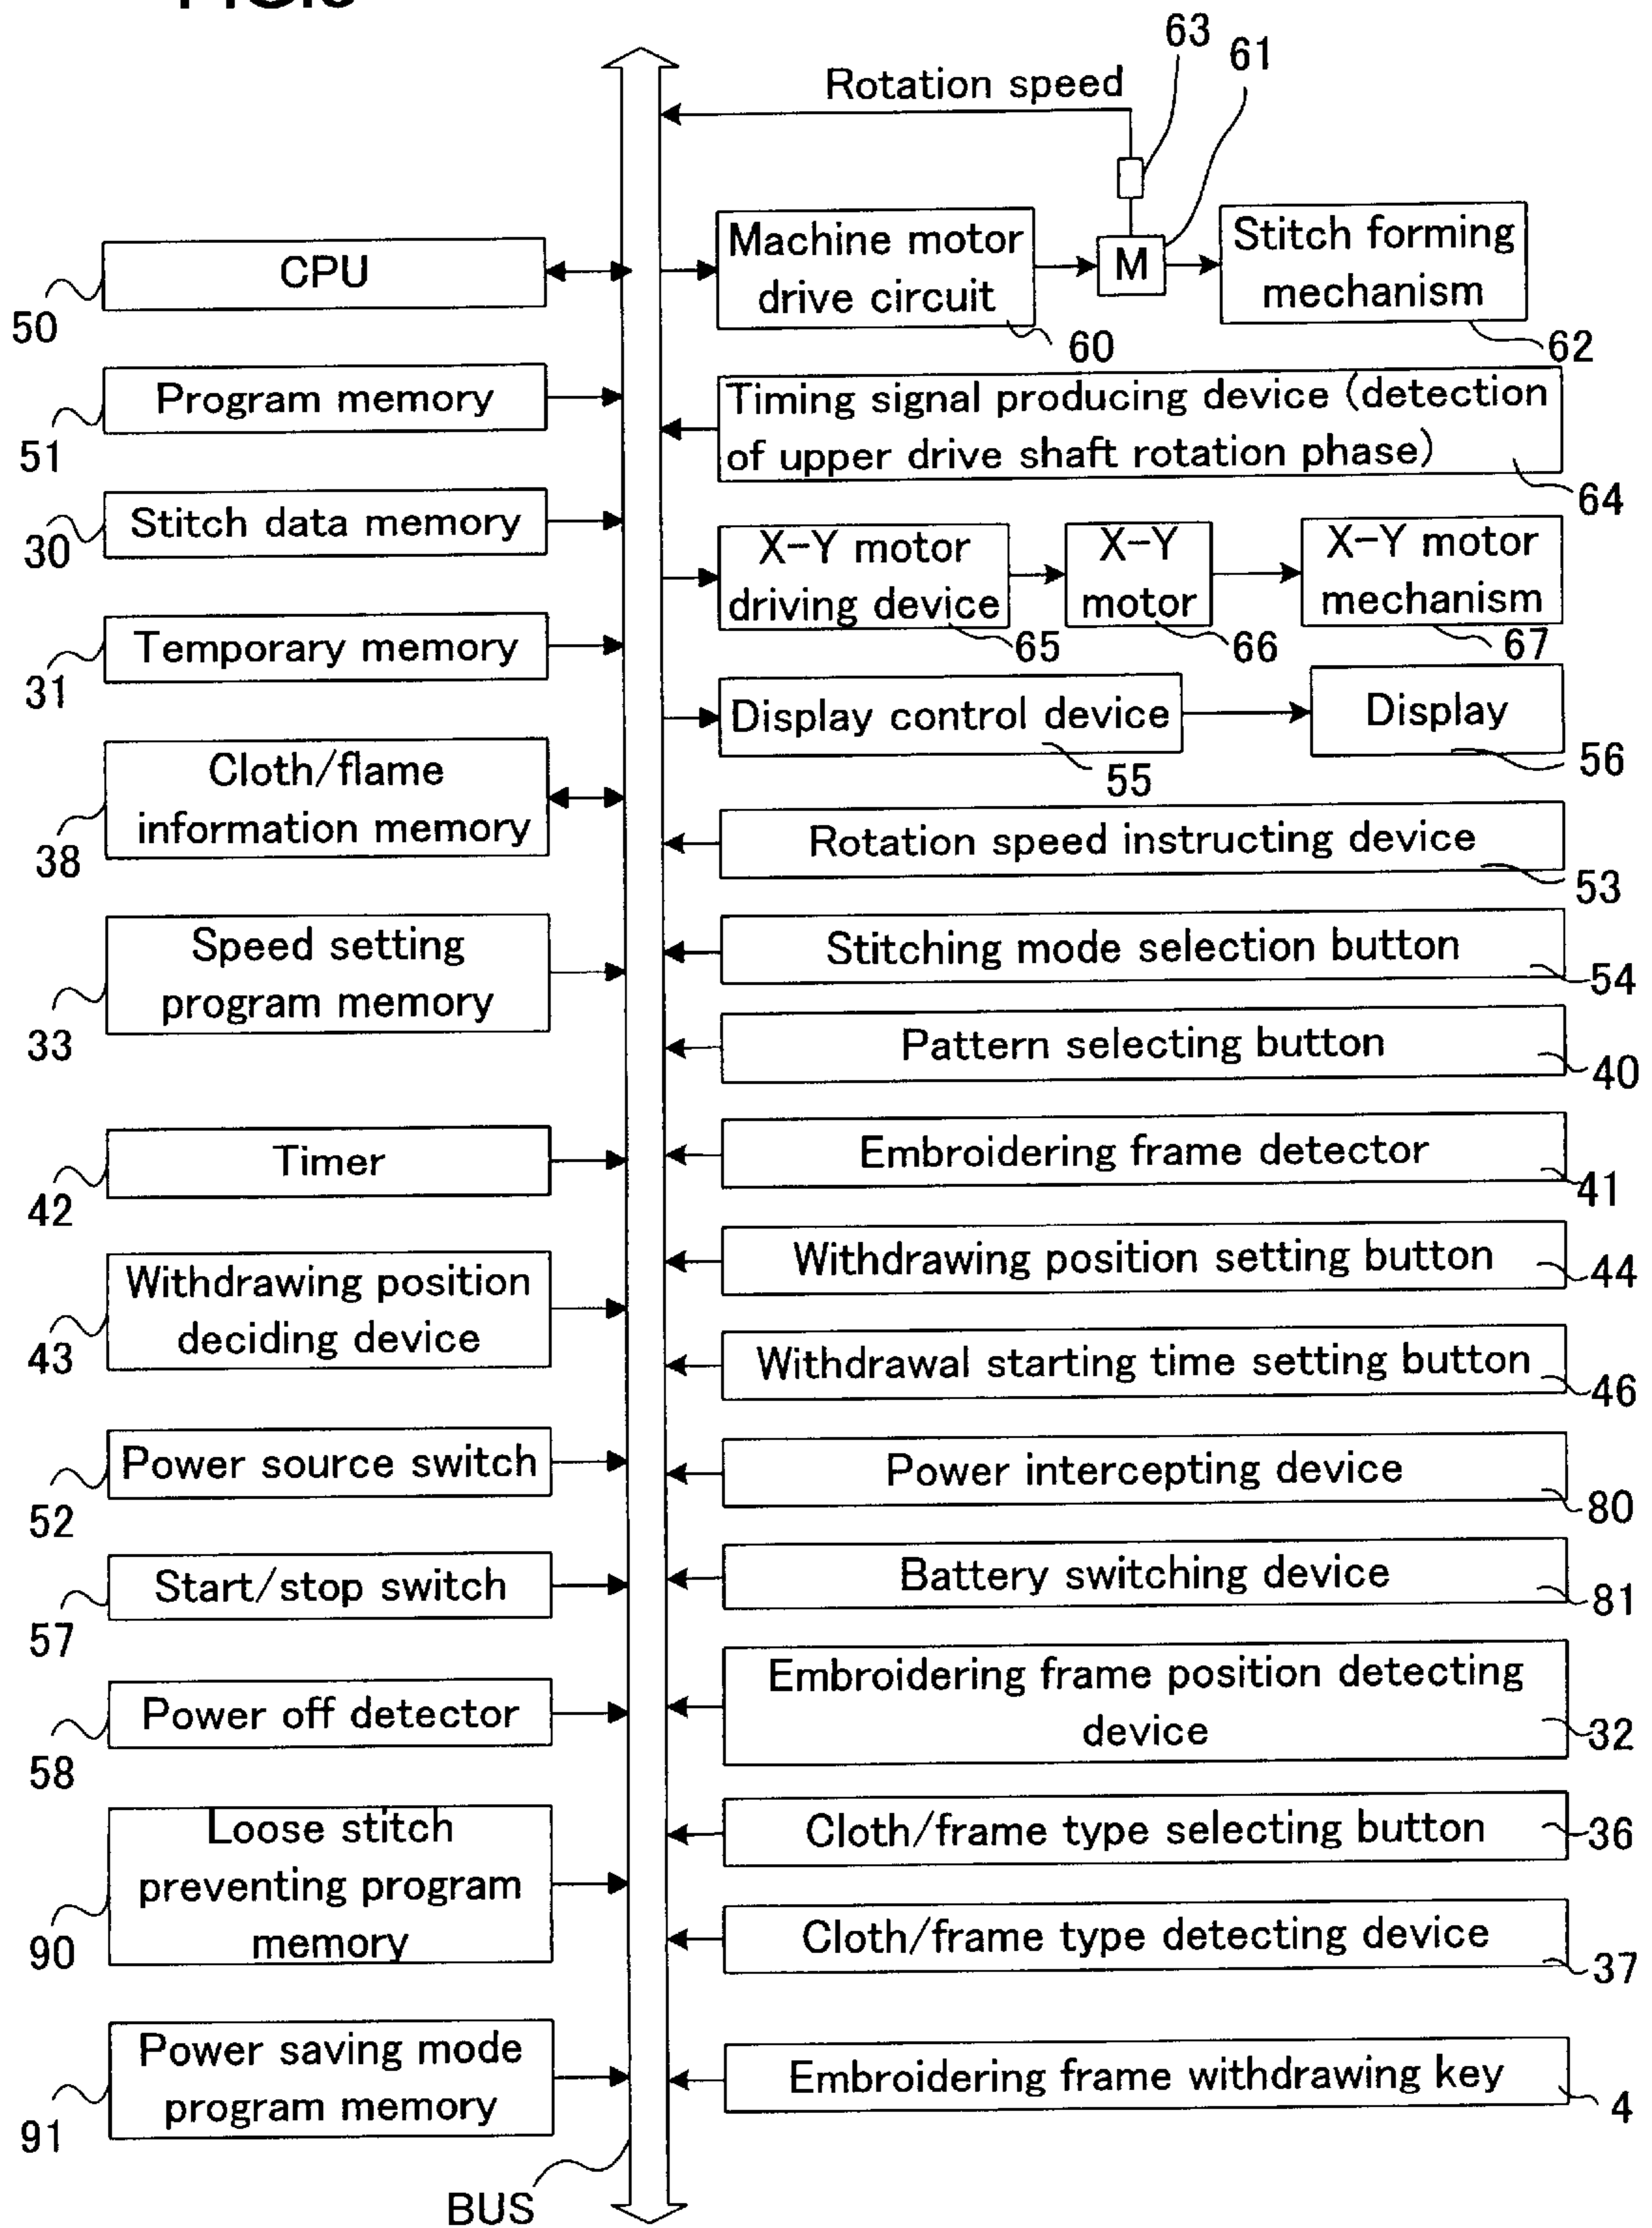 Rotation speed
63
61
CPU
50
Machine motor
drive circuit
60
M
Stitch forming
mechanism
62
Program memory
51
Timing signal producing device (detection
of upper drive shaft rotation phase)
64
Stitch data memory
30
X-Y motor
driving device
65
X-Y
motor
66
X-Y motor
mechanism
67
Temporary memory
31
Display control device
55
Display
56
Cloth/flame
information memory
38
Rotation speed instructing device
53
Speed setting
program memory
33
Stitching mode selection button
54
Pattern selecting button
40
Timer
42
Embroidering frame detector
41
Withdrawing position
deciding device
43
Withdrawing position setting button
44
Withdrawal starting time setting button
46
Power source switch
52
Power intercepting device
80
Start/stop switch
57
Battery switching device
81
Power off detector
58
Embroidering frame position detecting
device
32
Loose stitch
preventing program
memory
90
Cloth/frame type selecting button
36
Cloth/frame type detecting device
37
Power saving mode
program memory
91
Embroidering frame withdrawing key
4
BUS